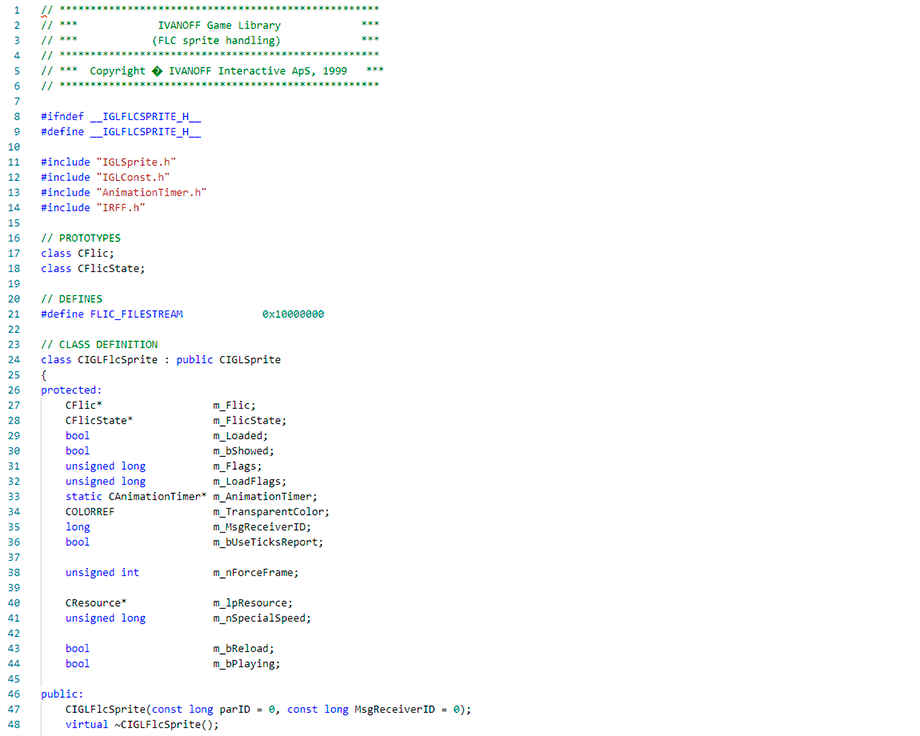 1 // ****************************************************
2 // ***             IVANOFF Game Library             ***
3 // ***            (FLC sprite handling)             ***
4 // ****************************************************
5 // ***  Copyright � IVANOFF Interactive ApS, 1999   ***
6 // ****************************************************
7
8 #ifndef __IGLFLCSPRITE_H__
9 #define __IGLFLCSPRITE_H__
10
11 #include "IGLSprite.h"
12 #include "IGLConst.h"
13 #include "AnimationTimer.h"
14 #include "IRFF.h"
15
16 // PROTOTYPES
17 class CFlic;
18 class CFlicState;
19
20 // DEFINES
21 #define FLIC_FILESTREAM             0x10000000
22
23 // CLASS DEFINITION
24 class CIGLFlcSprite : public CIGLSprite
25 {
26 protected:
27     CFlic*                  m_Flic;
28     CFlicState*             m_FlicState;
29     bool                    m_Loaded;
30     bool                    m_bShowed;
31     unsigned long           m_Flags;
32     unsigned long           m_LoadFlags;
33     static CAnimationTimer* m_AnimationTimer;
34     COLORREF                m_TransparentColor;
35     long                    m_MsgReceiverID;
36     bool                    m_bUseTicksReport;
37
38     unsigned int            m_nForceFrame;
39
40     CResource*              m_lpResource;
41     unsigned long           m_nSpecialSpeed;
42
43     bool                    m_bReload;
44     bool                    m_bPlaying;
45
46 public:
47     CIGLFlcSprite(const long parID = 0, const long MsgReceiverID = 0);
48     virtual ~CIGLFlcSprite();